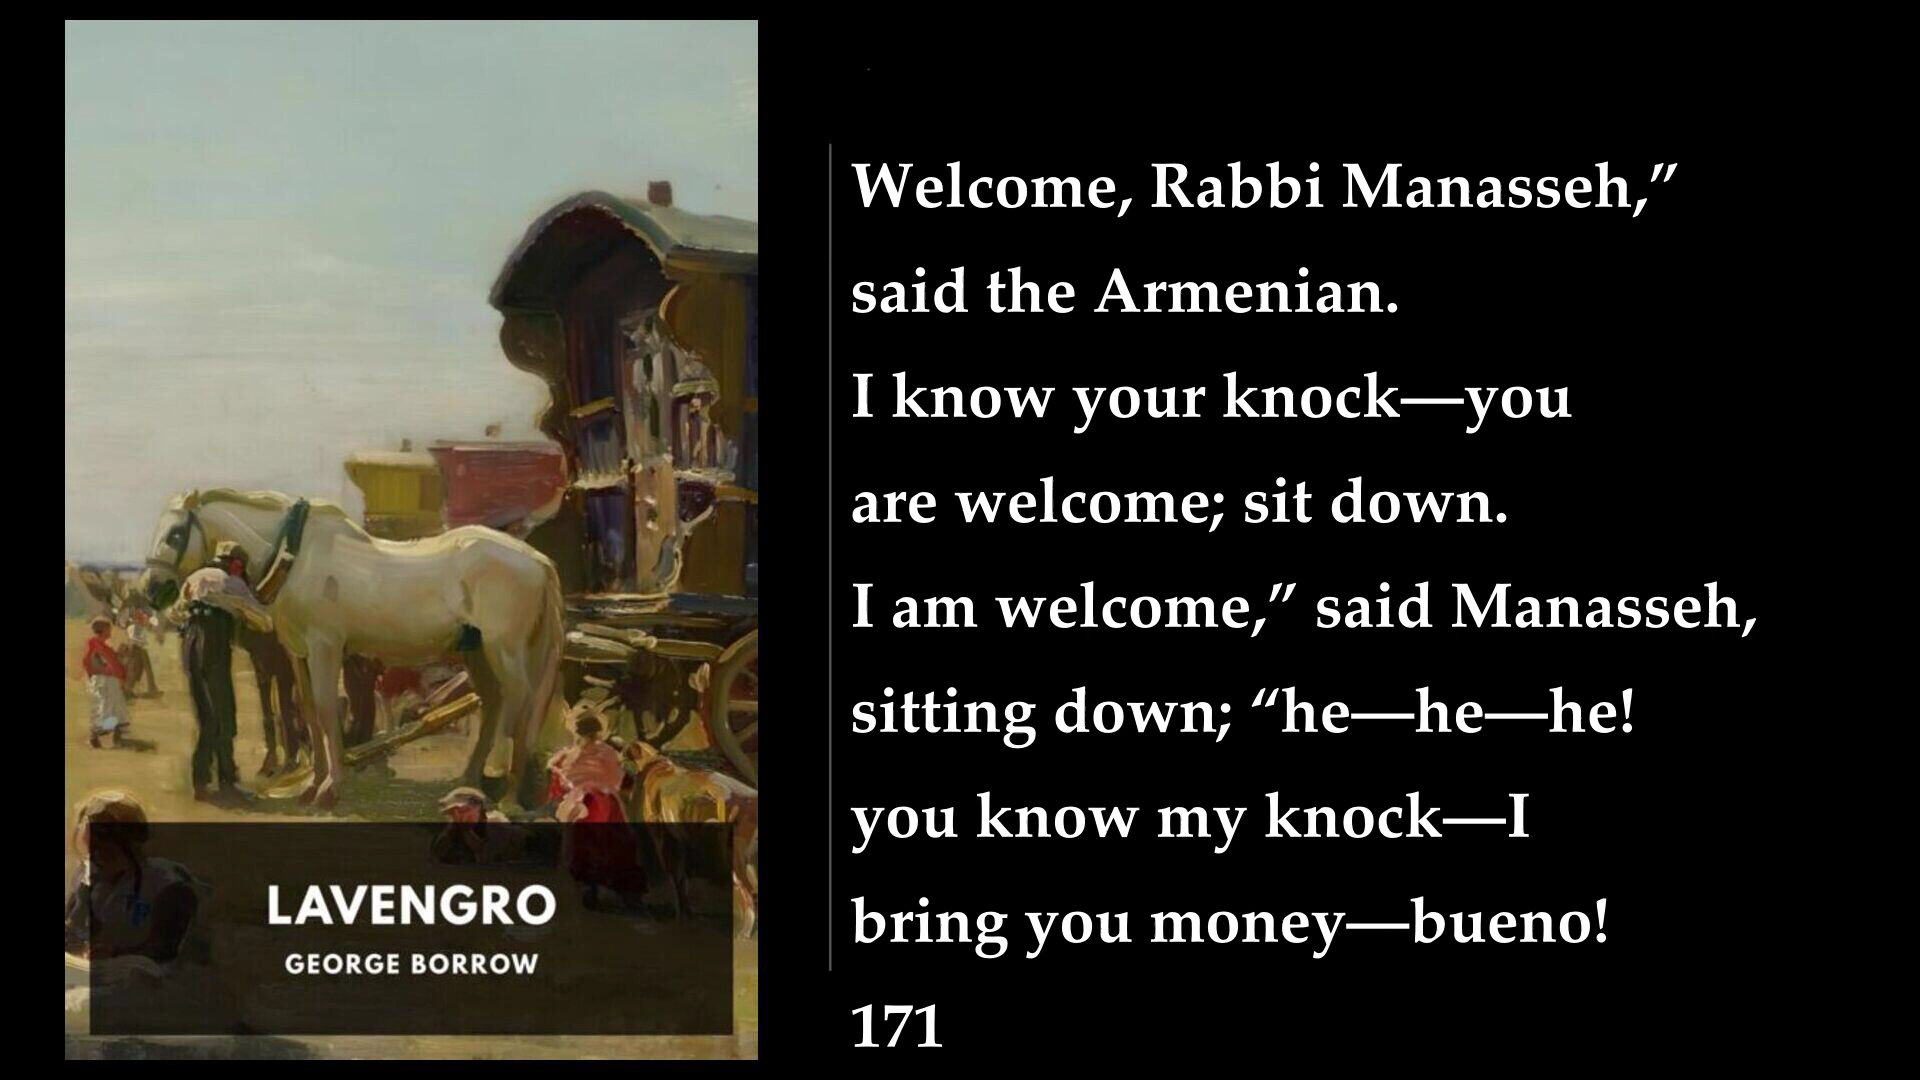 LAVENGRO
GEORGE BORROW
Welcome, Rabbi Manasseh,”
said the Armenian.
I know your knock—you
are welcome; sit down.
I am welcome,” said Manasseh,
sitting down; “he—he—he!
you know my knock—I
bring you money—bueno!
171